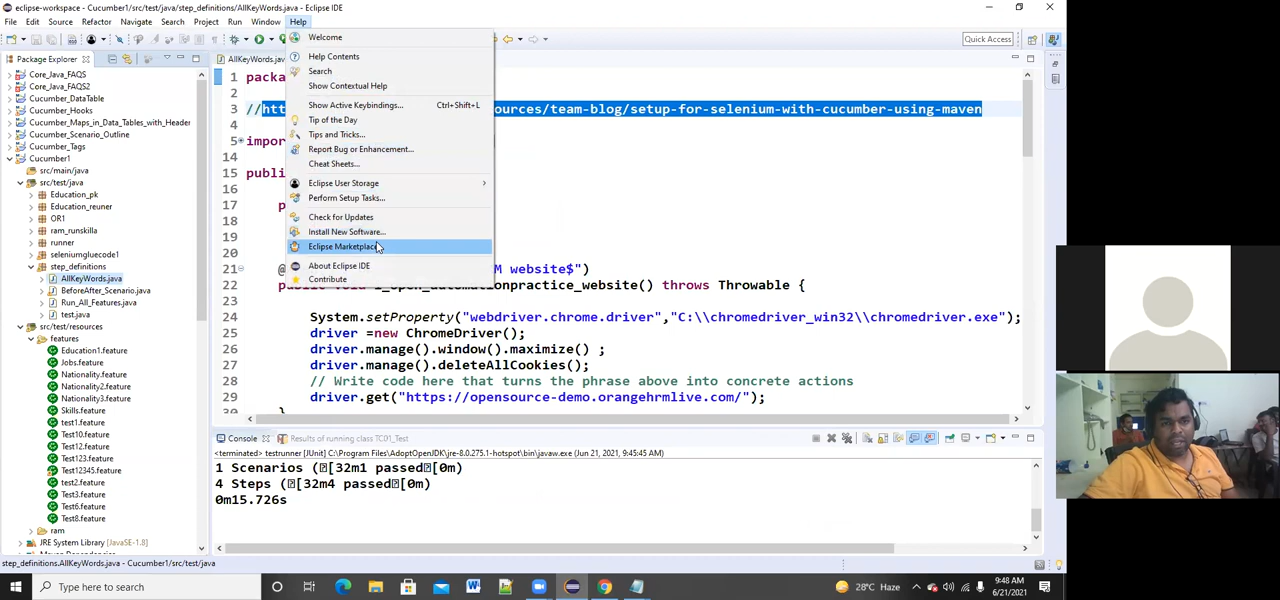 eclipse-workspace - Cucumber1/src/test/java/step_definitions/AllKeyWords.java - Eclipse IDE
File Edit Source Refactor Navigate Search Project Run Window Help
Quick Access
Package Explorer
Core_Java_FAQS
Core_Java_FAQS2
Cucumber_DataTable
Cucumber_Hooks
Cucumber_Maps_in_Data_Tables_with_Header
Cucumber_Scenario_Outline
Cucumber_Tags
Cucumber1
src/main/java
src/test/java
Education_pk
Education_reuner
OR1
ram_runskilla
runner
seleniumgluecode1
step_definitions
AllKeyWords.java
BeforeAfter_Scenario.java
Run_All_Features.java
test.java
src/test/resources
features
Education1.feature
Jobs.feature
Nationality.feature
Nationality2.feature
Nationality3.feature
Skills.feature
test1.feature
Test10.feature
Test12.feature
Test123.feature
Test12345.feature
test2.feature
Test3.feature
Test6.feature
Test8.feature
ram
JRE System Library [JavaSE-1.8]
Maven Dependencies
Welcome
Help Contents
Search
Show Contextual Help
Show Active Keybindings... Ctrl+Shift+L
Tip of the Day
Tips and Tricks...
Report Bug or Enhancement...
Cheat Sheets...
Eclipse User Storage
Perform Setup Tasks...
Check for Updates
Install New Software...
Eclipse Marketplace
About Eclipse IDE
Contribute
AllKeyWords.jav
1 packa
2
3 //htt ources/team-blog/setup-for-selenium-with-cucumber-using-maven
4
5 impor
14
15 publi
16
17 p
18
19
20
21 @ M website$")
22 public void i_open_automationpractice_website() throws Throwable {
23
24 System.setProperty("webdriver.chrome.driver","C:\\chromedriver_win32\\chromedriver.exe");
25 driver =new ChromeDriver();
26 driver.manage().window().maximize() ;
27 driver.manage().deleteAllCookies();
28 // Write code here that turns the phrase above into concrete actions
29 driver.get("https://opensource-demo.orangehrmlive.com/");
30 }
Console Results of running class TC01_Test
<terminated> testrunner [JUnit] C:\Program Files\AdoptOpenJDK\jre-8.0.275.1-hotspot\bin\javaw.exe (Jun 21, 2021, 9:45:45 AM)
1 Scenarios ([32m1 passed[0m)
4 Steps ([32m4 passed[0m)
0m15.726s
step_definitions.AllKeyWords.java - Cucumber1/src/test/java
Type here to search
28°C Haze
9:48 AM
6/21/2021